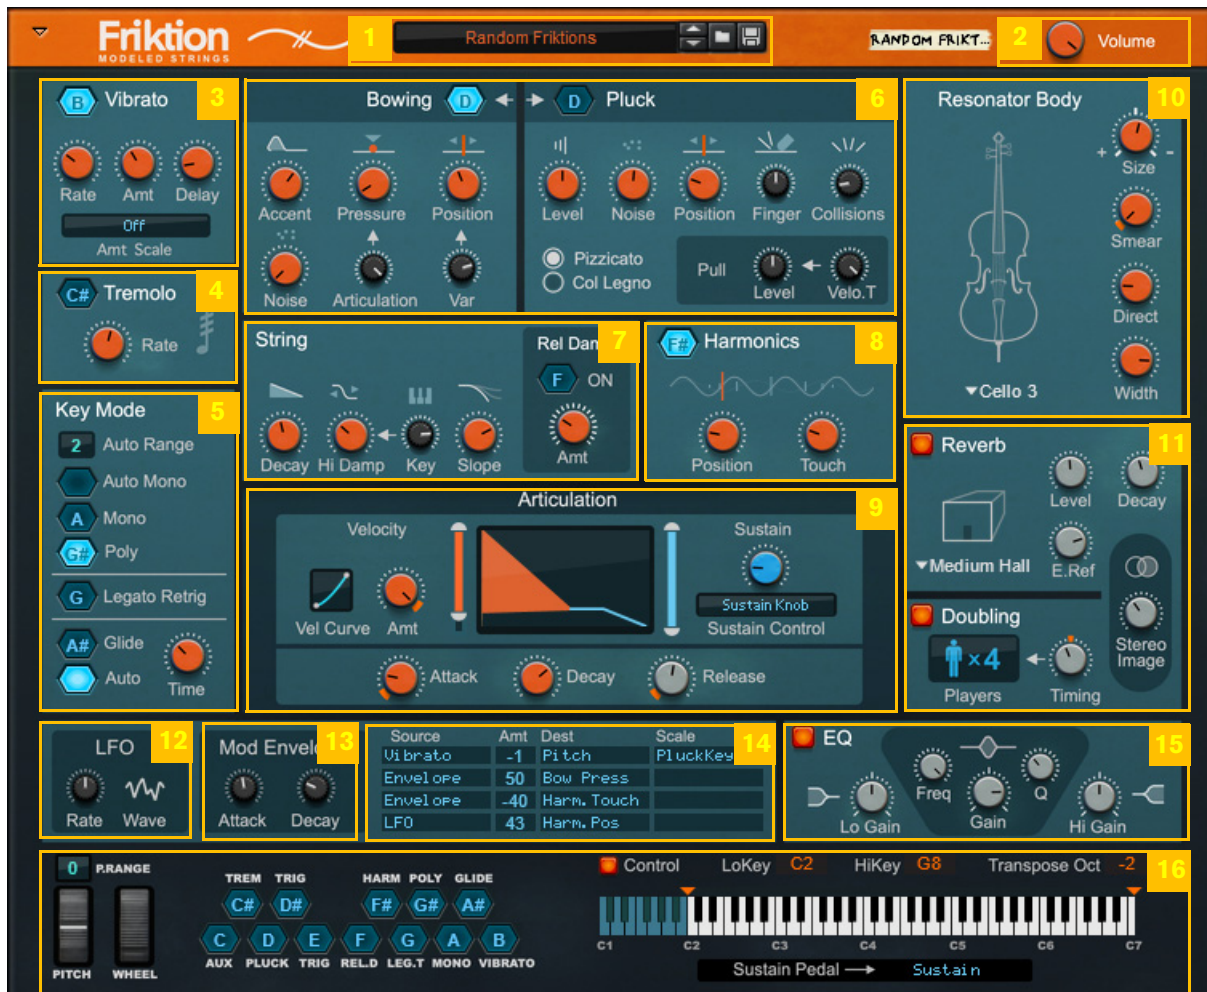 Friktion
MODELED STRINGS
1
Random Friktions
RANDOM FRIKT...
2
Volume
B
Vibrato
3
Rate
Amt
Delay
Off
Amt Scale
C#
Tremolo
4
Rate
Key Mode
5
2
Auto Range
Auto Mono
A
Mono
G#
Poly
G
Legato Retrig
A#
Glide
Auto
Time
Bowing
D
D
Pluck
6
Accent
Pressure
Position
Noise
Articulation
Var
Level
Noise
Position
Finger
Collisions
Pizzicato
Col Legno
Pull
Level
Velo.T
String
Rel Dam
7
F
ON
Decay
Hi Damp
Key
Slope
Amt
F#
Harmonics
8
Position
Touch
Articulation
9
Velocity
Vel Curve
Amt
Sustain
Sustain Knob
Sustain Control
Attack
Decay
Release
Resonator Body
10
+
-
Size
Smear
Direct
Width
Cello 3
Reverb
11
Level
Decay
Medium Hall
E.Ref
Doubling
×4
Players
Timing
Stereo
Image
LFO
12
Rate
Wave
Mod Envel
13
Attack
Decay
Source Amt Dest Scale
14
Vibrato -1 Pitch PluckKey
Envelope 50 Bow Press
Envelope -40 Harm.Touch
LFO 43 Harm.Pos
EQ
15
Lo Gain
Freq
Gain
Q
Hi Gain
0
P.RANGE
PITCH
WHEEL
TREM TRIG HARM POLY GLIDE
C# D# F# G# A#
C D E F G A B
AUX PLUCK TRIG REL.D LEG.T MONO VIBRATO
Control
LoKey C2
HiKey G8
Transpose Oct -2
16
C1 C2 C3 C4 C5 C6 C7
Sustain Pedal
Sustain